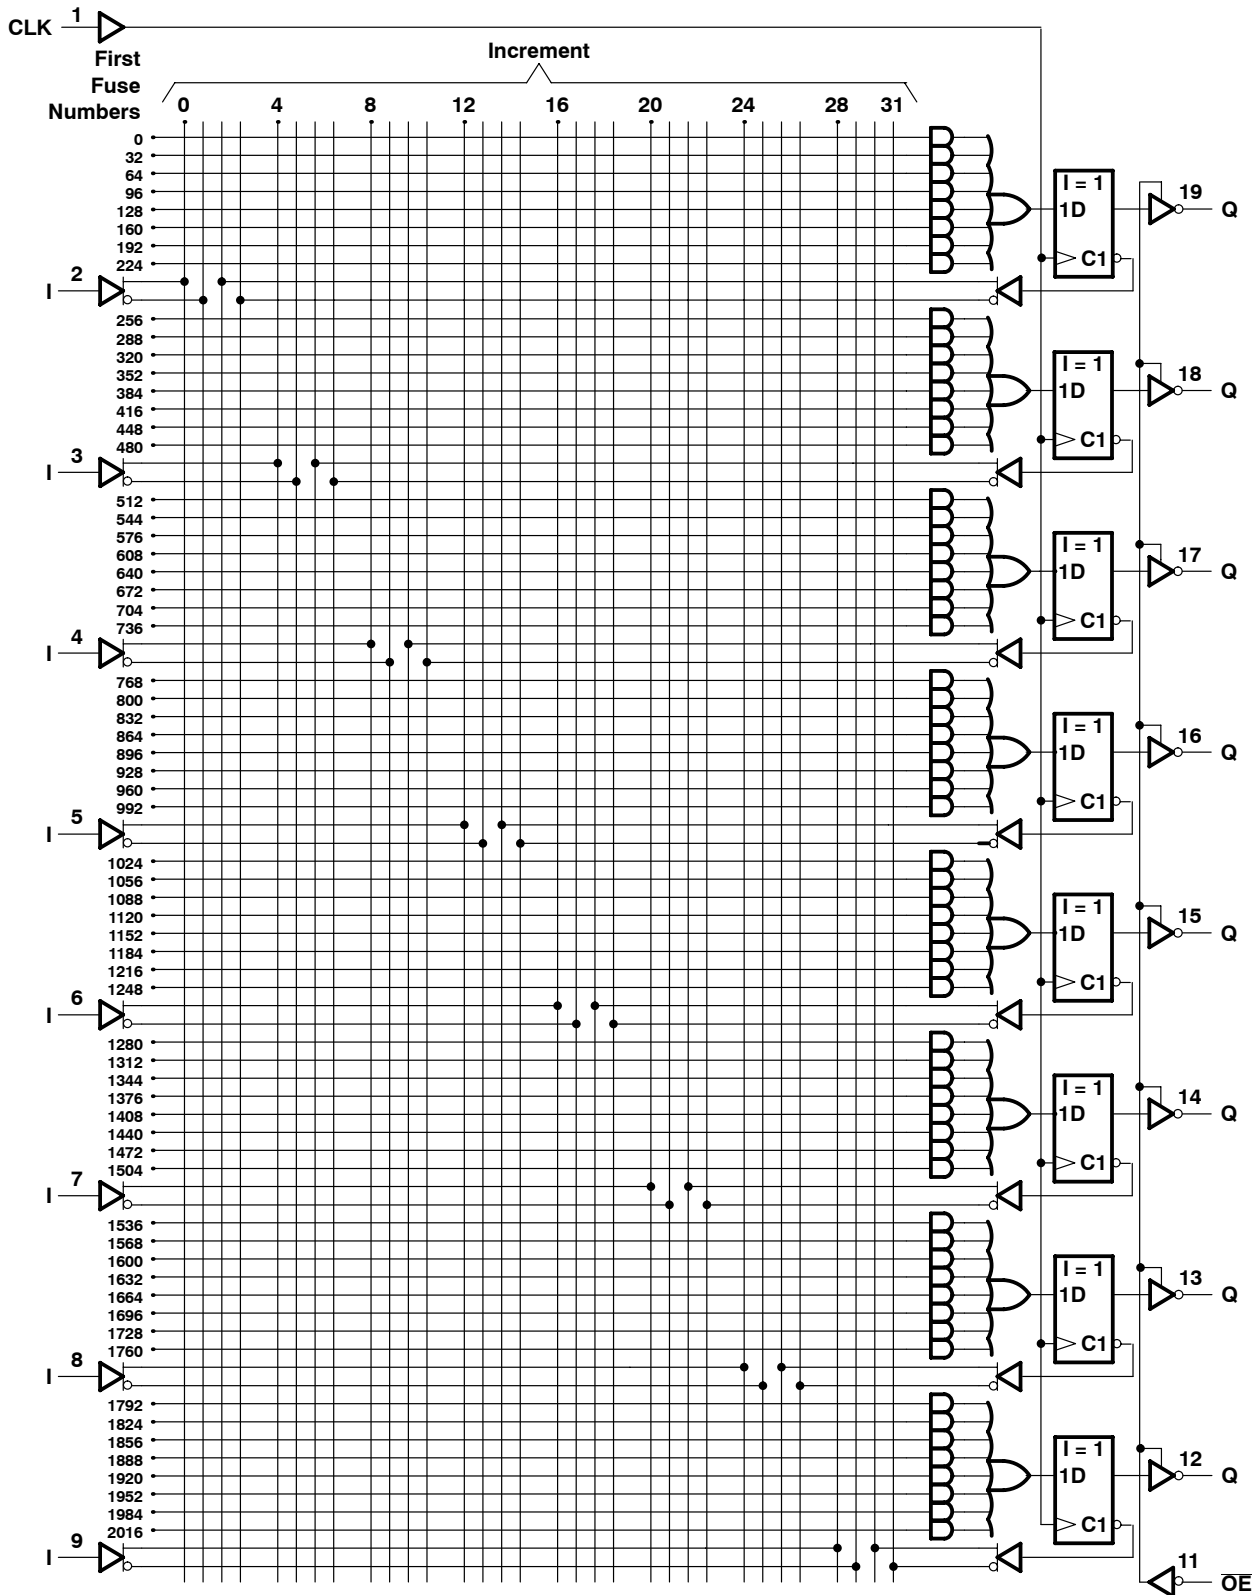 CLK 1
First
Fuse
Numbers
Increment
0 4 8 12 16 20 24 28 31
0
32
64
96
128
160
192
224
I = 1
1D
C1
19 Q
I 2
256
288
320
352
384
416
448
480
I = 1
1D
C1
18 Q
I 3
512
544
576
608
640
672
704
736
I = 1
1D
C1
17 Q
I 4
768
800
832
864
896
928
960
992
I = 1
1D
C1
16 Q
I 5
1024
1056
1088
1120
1152
1184
1216
1248
I = 1
1D
C1
15 Q
I 6
1280
1312
1344
1376
1408
1440
1472
1504
I = 1
1D
C1
14 Q
I 7
1536
1568
1600
1632
1664
1696
1728
1760
I = 1
1D
C1
13 Q
I 8
1792
1824
1856
1888
1920
1952
1984
2016
I = 1
1D
C1
12 Q
I 9
11 O̅E̅